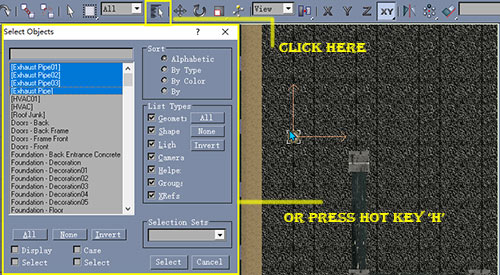 All
View
X
Y
Z
XY
Select Objects
CLICK HERE
Sort
Alphabetic
By Type
By Color
By
[Exhaust Pipe01]
[Exhaust Pipe02]
[Exhaust Pipe03]
[Exhaust Pipe]
[HVAC01]
[HVAC]
[Roof Junk]
Doors - Back
Doors - Back Frame
Doors - Frame Front
Doors - Front
Foundation - Back Entrance Concrete
Foundation - Decoration
Foundation - Decoration01
Foundation - Decoration02
Foundation - Decoration03
Foundation - Decoration04
Foundation - Decoration05
Foundation - Floor
List Types
Geomet
All
Shape
None
Ligh
Invert
Camera
Helpe
Group
XRefs
OR PRESS HOT KEY 'H'
Selection Sets
All
None
Invert
Display
Case
Select
Select
Select
Cancel